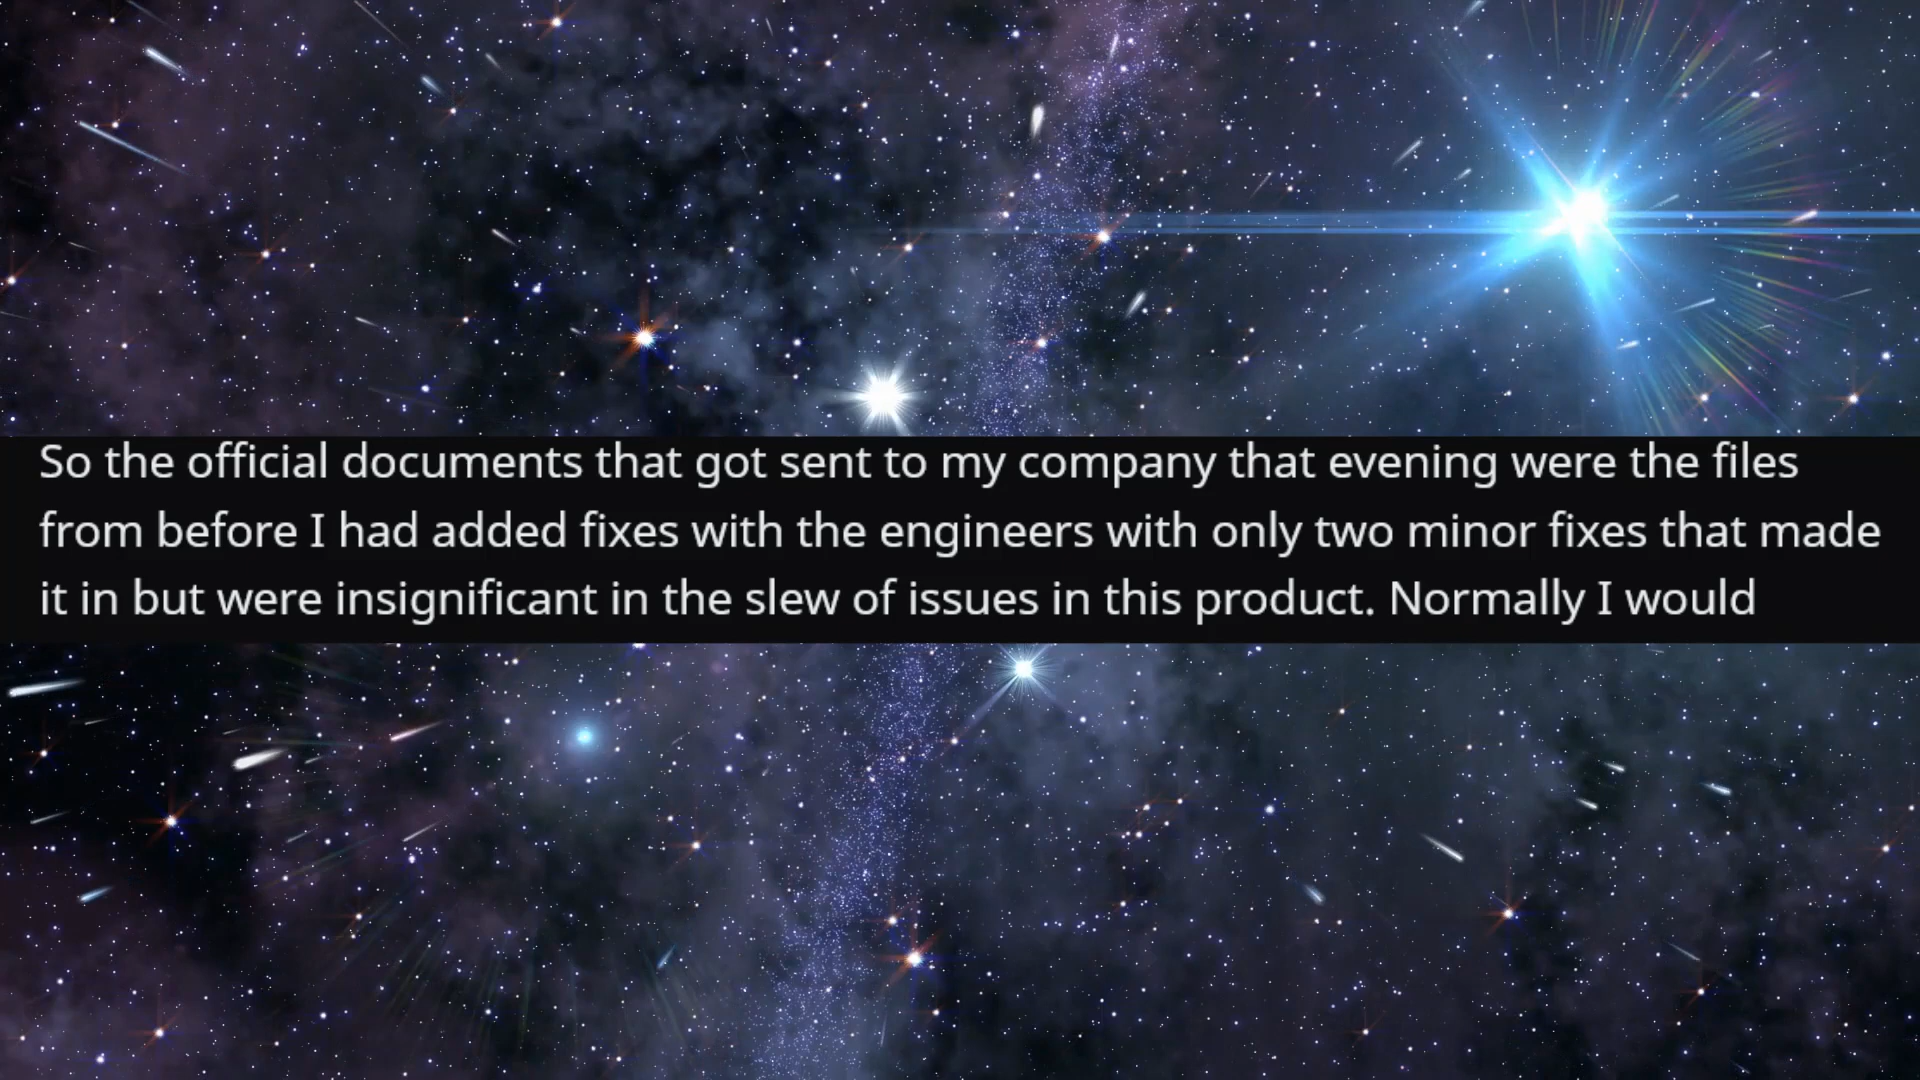 So the official documents that got sent to my company that evening were the files
from before I had added fixes with the engineers with only two minor fixes that made
it in but were insignificant in the slew of issues in this product. Normally I would